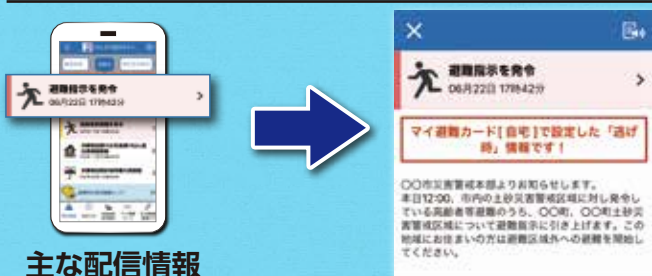 避難指示を発令
06月22日 17時42分
主な配信情報
避難指示を発令
06月22日 17時42分
マイ避難カード[自宅]で設定した「逃げ
時」情報です！
〇〇市災害警戒本部よりお知らせします。
本日12:00、市内の土砂災害警戒区域に対し発令し
ている高齢者等避難のうち、〇〇町、〇〇町土砂災
害警戒区域について避難指示に引き上げます。この
地域にお住まいの方は避難区域外への避難を開始し
てください。